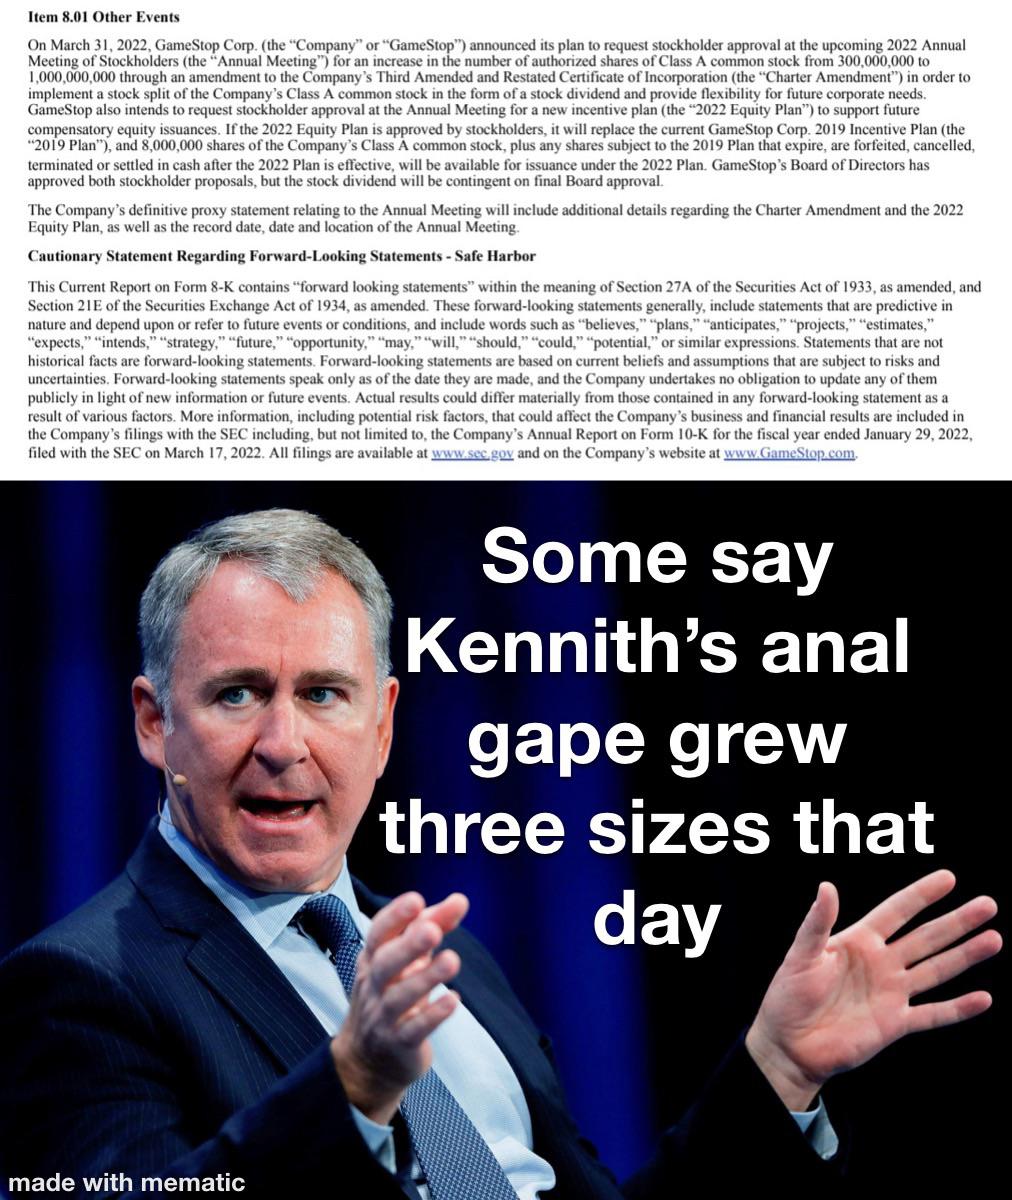 Item 8.01 Other Events
On March 31, 2022, GameStop Corp. (the “Company” or “GameStop”) announced its plan to request stockholder approval at the upcoming 2022 Annual
Meeting of Stockholders (the “Annual Meeting”) for an increase in the number of authorized shares of Class A common stock from 300,000,000 to
1,000,000,000 through an amendment to the Company’s Third Amended and Restated Certificate of Incorporation (the “Charter Amendment”) in order to
implement a stock split of the Company’s Class A common stock in the form of a stock dividend and provide flexibility for future corporate needs.
GameStop also intends to request stockholder approval at the Annual Meeting for a new incentive plan (the “2022 Equity Plan”) to support future
compensatory equity issuances. If the 2022 Equity Plan is approved by stockholders, it will replace the current GameStop Corp. 2019 Incentive Plan (the
“2019 Plan”), and 8,000,000 shares of the Company’s Class A common stock, plus any shares subject to the 2019 Plan that expire, are forfeited, cancelled,
terminated or settled in cash after the 2022 Plan is effective, will be available for issuance under the 2022 Plan. GameStop’s Board of Directors has
approved both stockholder proposals, but the stock dividend will be contingent on final Board approval.
The Company’s definitive proxy statement relating to the Annual Meeting will include additional details regarding the Charter Amendment and the 2022
Equity Plan, as well as the record date, date and location of the Annual Meeting.
Cautionary Statement Regarding Forward-Looking Statements - Safe Harbor
This Current Report on Form 8-K contains “forward looking statements” within the meaning of Section 27A of the Securities Act of 1933, as amended, and
Section 21E of the Securities Exchange Act of 1934, as amended. These forward-looking statements generally, include statements that are predictive in
nature and depend upon or refer to future events or conditions, and include words such as “believes,” “plans,” “anticipates,” “projects,” “estimates,”
“expects,” “intends,” “strategy,” “future,” “opportunity,” “may,” “will,” “should,” “could,” “potential,” or similar expressions. Statements that are not
historical facts are forward-looking statements. Forward-looking statements are based on current beliefs and assumptions that are subject to risks and
uncertainties. Forward-looking statements speak only as of the date they are made, and the Company undertakes no obligation to update any of them
publicly in light of new information or future events. Actual results could differ materially from those contained in any forward-looking statement as a
result of various factors. More information, including potential risk factors, that could affect the Company’s business and financial results are included in
the Company’s filings with the SEC including, but not limited to, the Company’s Annual Report on Form 10-K for the fiscal year ended January 29, 2022,
filed with the SEC on March 17, 2022. All filings are available at www.sec.gov and on the Company’s website at www.GameStop.com.
Some say
Kennith’s anal
gape grew
three sizes that
day
made with mematic